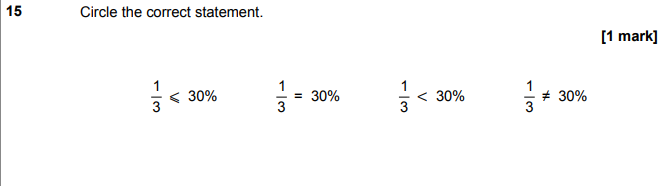 15 Circle the correct statement.
[1 mark]
1/3 ⩽ 30% 1/3 = 30% 1/3 < 30% 1/3 ≠ 30%